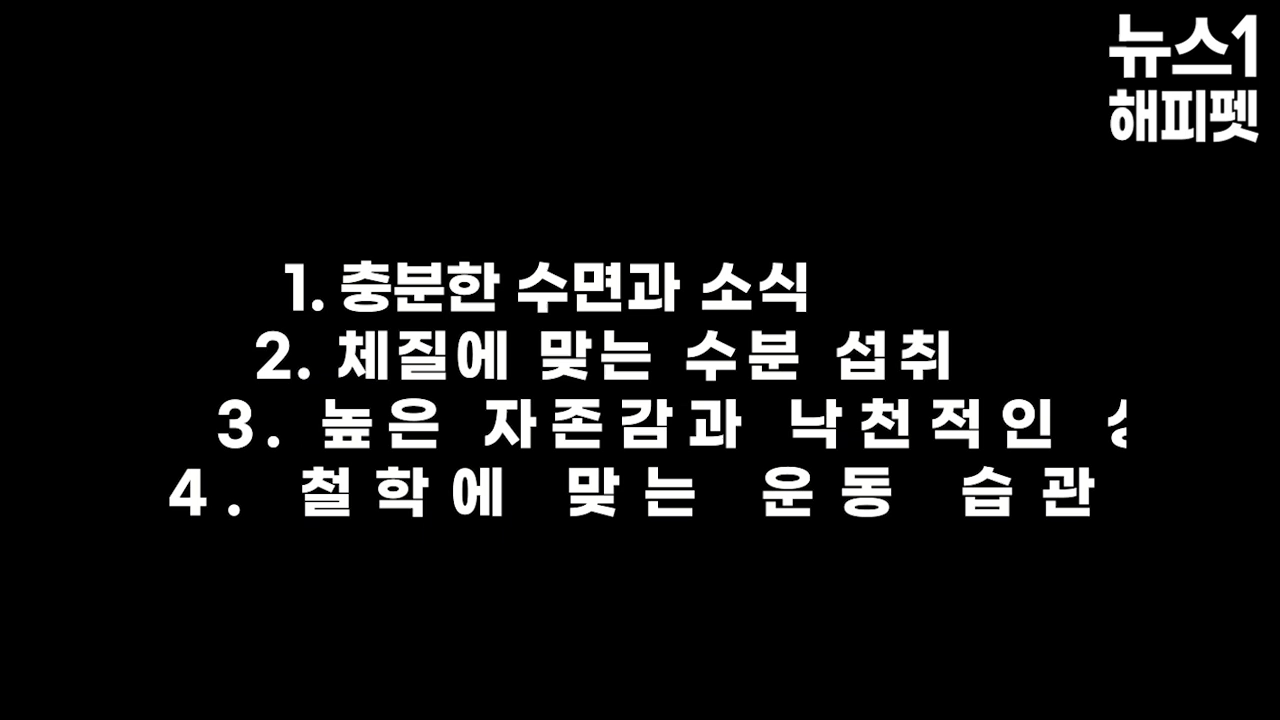 뉴스1
해피펫
1. 충분한 수면과 소식
2. 체질에 맞는 수분 섭취
3. 높은 자존감과 낙천적인
4. 철학에 맞는 운동 습관